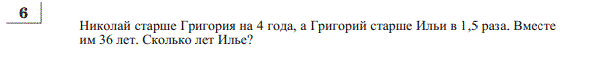 6
Николай старше Григория на 4 года, а Григорий старше Ильи в 1,5 раза. Вместе
им 36 лет. Сколько лет Илье?